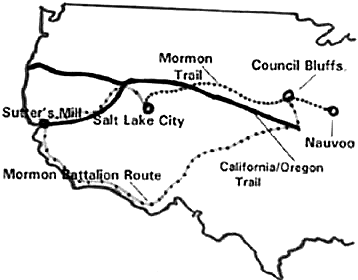 Mormon
Trail
Council Bluffs
Sutter's Mill
Salt Lake City
Nauvoo
California/Oregon
Trail
Mormon Battalion Route